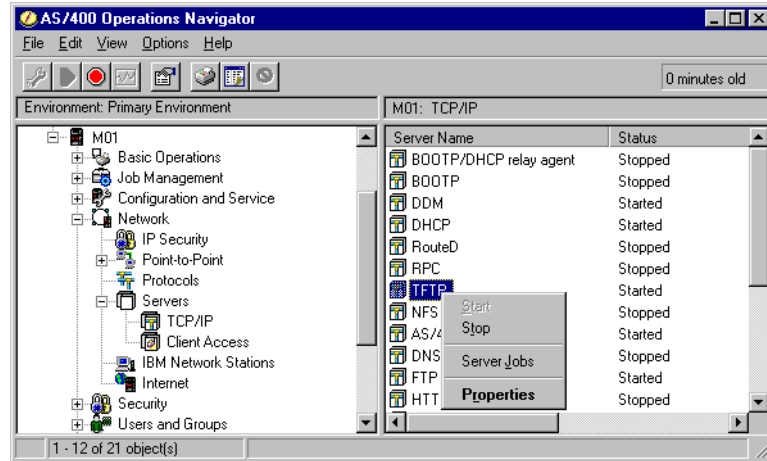 AS/400 Operations Navigator
File Edit View Options Help
0 minutes old
Environment: Primary Environment
M01: TCP/IP
M01
Basic Operations
Job Management
Configuration and Service
Network
IP Security
Point-to-Point
Protocols
Servers
TCP/IP
Client Access
IBM Network Stations
Internet
Security
Users and Groups
Server Name Status
BOOTP/DHCP relay agent Stopped
BOOTP Stopped
DDM Started
DHCP Started
RouteD Stopped
RPC Stopped
TFTP Started
NFS Stopped
AS/4 Stopped
DNS Stopped
FTP Started
HTT Stopped
Start
Stop
Server Jobs
Properties
1 - 12 of 21 object(s)